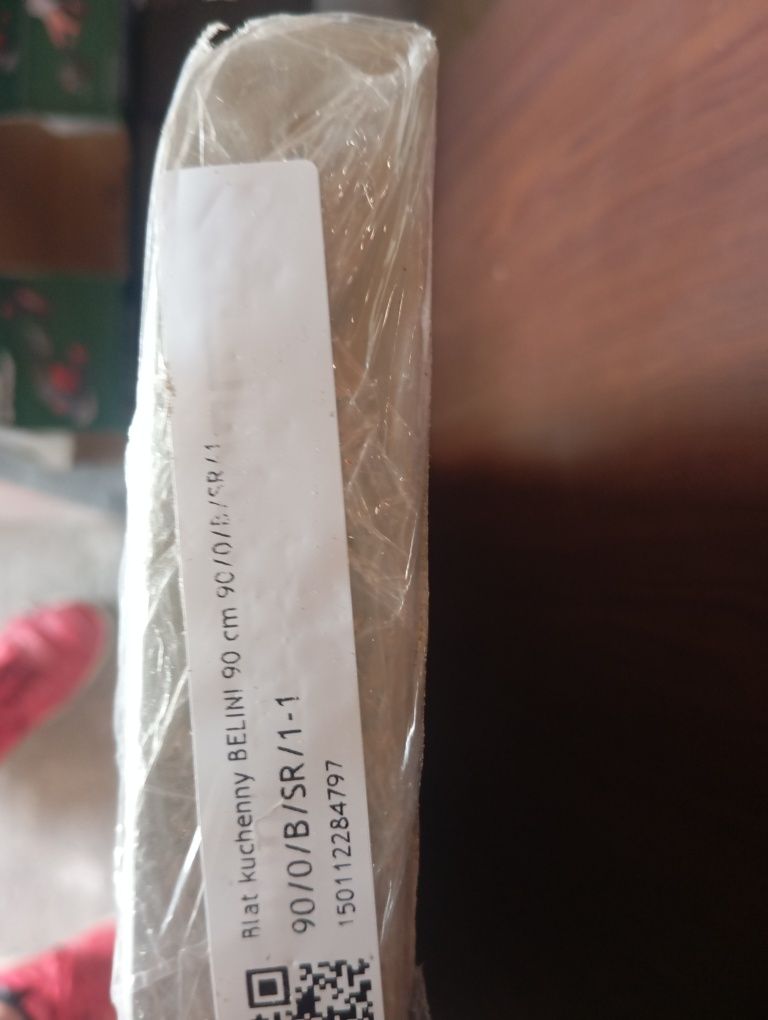 Blat kuchenny BELINI 90 cm 90/0/B/SR/1
90/0/B/SR/1-1
150112284797